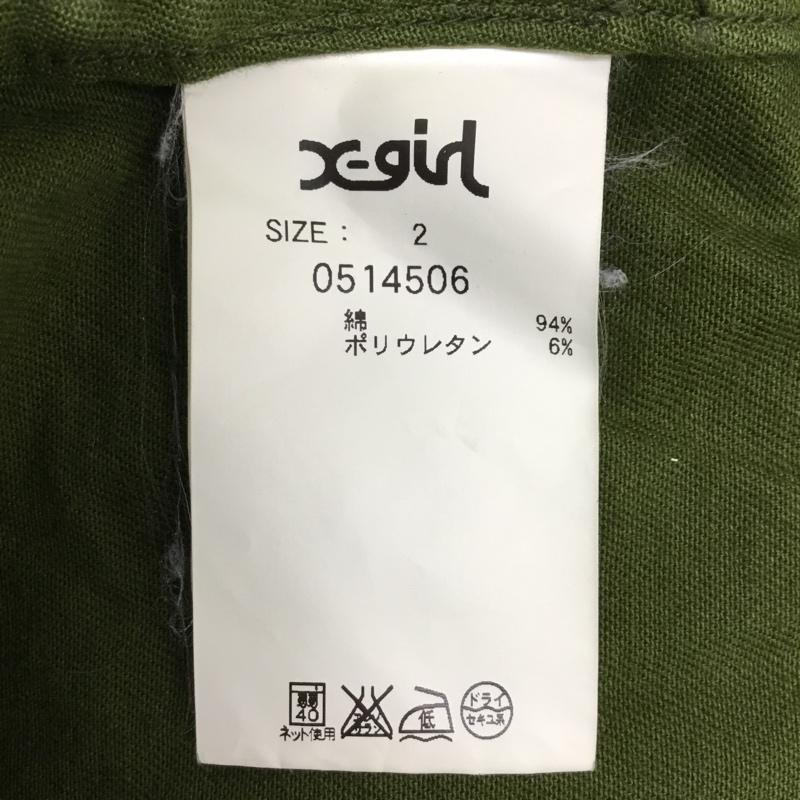 X-girl
SIZE : 2
0514506
綿 94%
ポリウレタン 6%
弱
40
ネット使用
低
ドライ
セキユ系